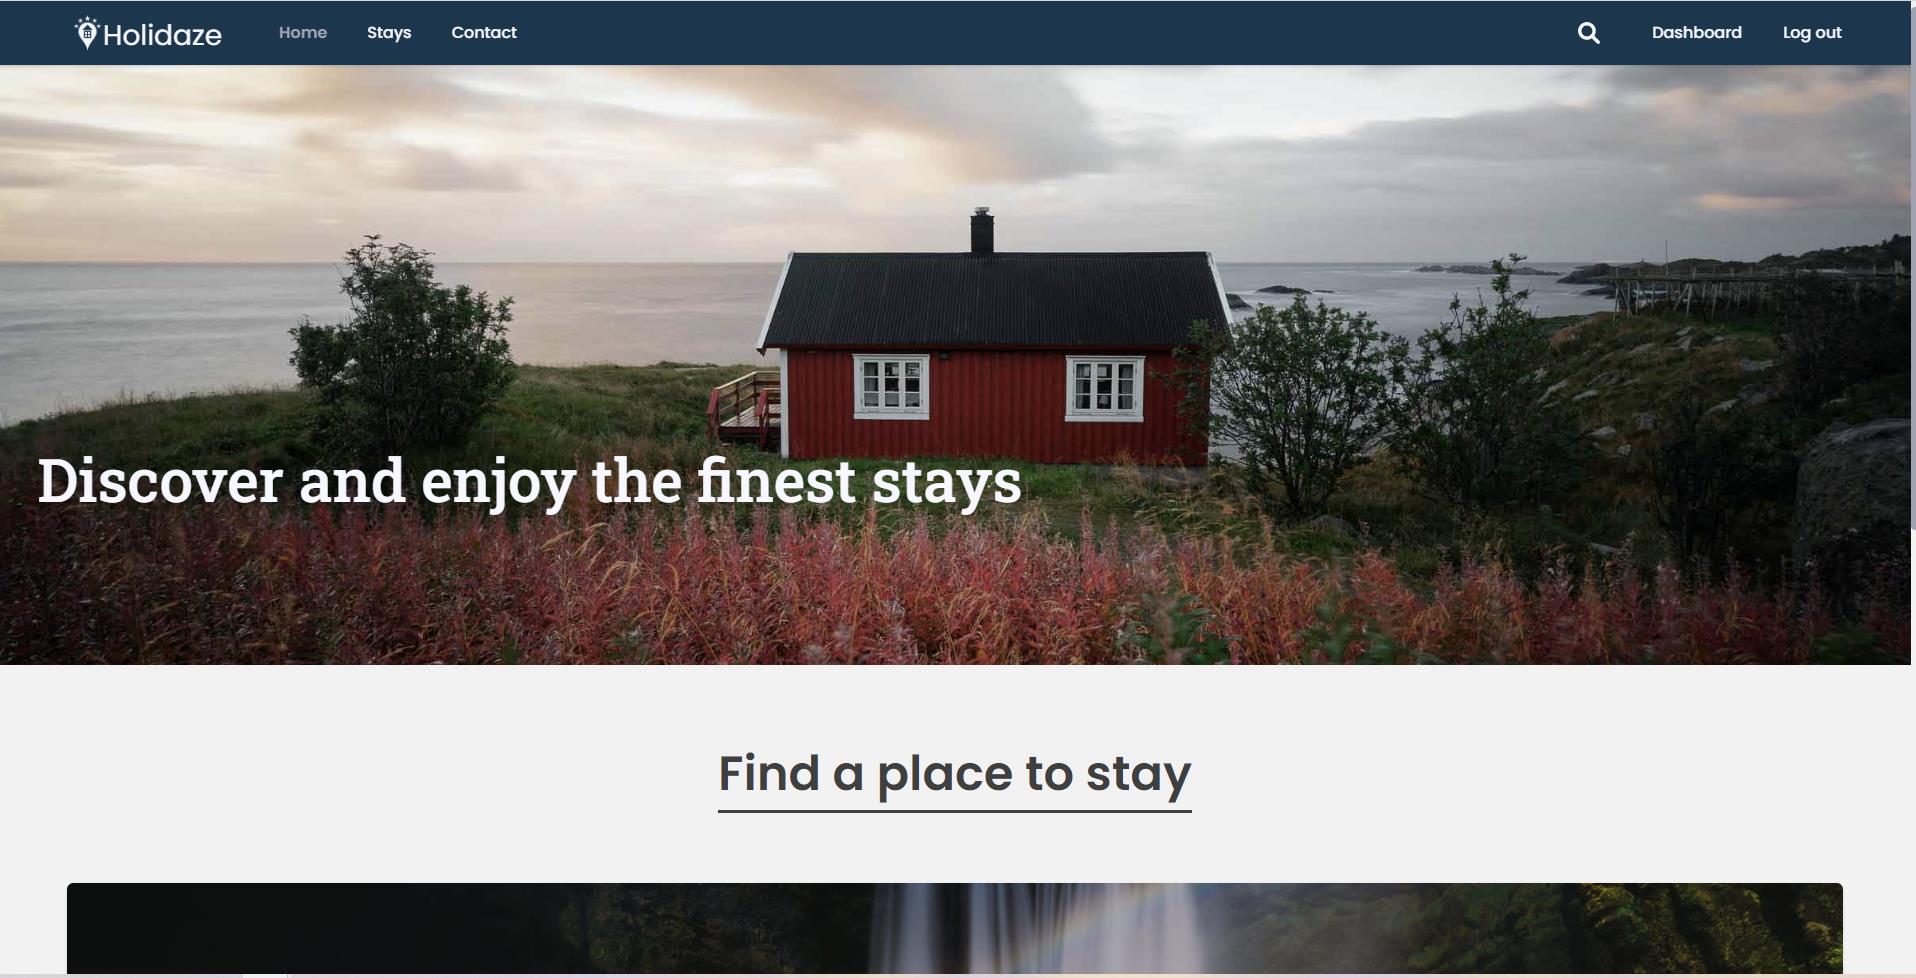 Holidaze Home Stays Contact Dashboard Log out
Discover and enjoy the finest stays
Find a place to stay